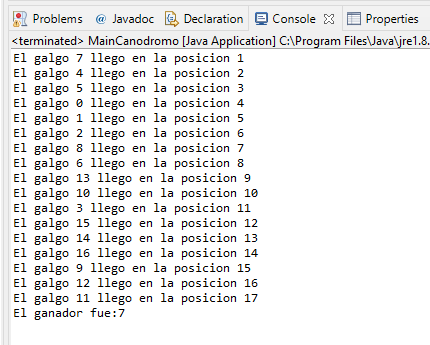 Problems @ Javadoc Declaration Console Properties
<terminated> MainCanodromo [Java Application] C:\Program Files\Java\jre1.8.
El galgo 7 llego en la posicion 1
El galgo 4 llego en la posicion 2
El galgo 5 llego en la posicion 3
El galgo 0 llego en la posicion 4
El galgo 1 llego en la posicion 5
El galgo 2 llego en la posicion 6
El galgo 8 llego en la posicion 7
El galgo 6 llego en la posicion 8
El galgo 13 llego en la posicion 9
El galgo 10 llego en la posicion 10
El galgo 3 llego en la posicion 11
El galgo 15 llego en la posicion 12
El galgo 14 llego en la posicion 13
El galgo 16 llego en la posicion 14
El galgo 9 llego en la posicion 15
El galgo 12 llego en la posicion 16
El galgo 11 llego en la posicion 17
El ganador fue:7